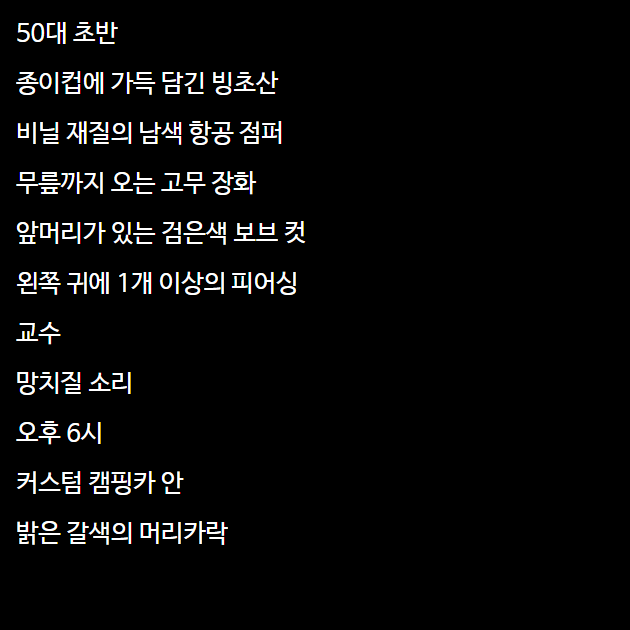 50대 초반
종이컵에 가득 담긴 빙초산
비닐 재질의 남색 항공 점퍼
무릎까지 오는 고무 장화
앞머리가 있는 검은색 보브 컷
왼쪽 귀에 1개 이상의 피어싱
교수
망치질 소리
오후 6시
커스텀 캠핑카 안
밝은 갈색의 머리카락